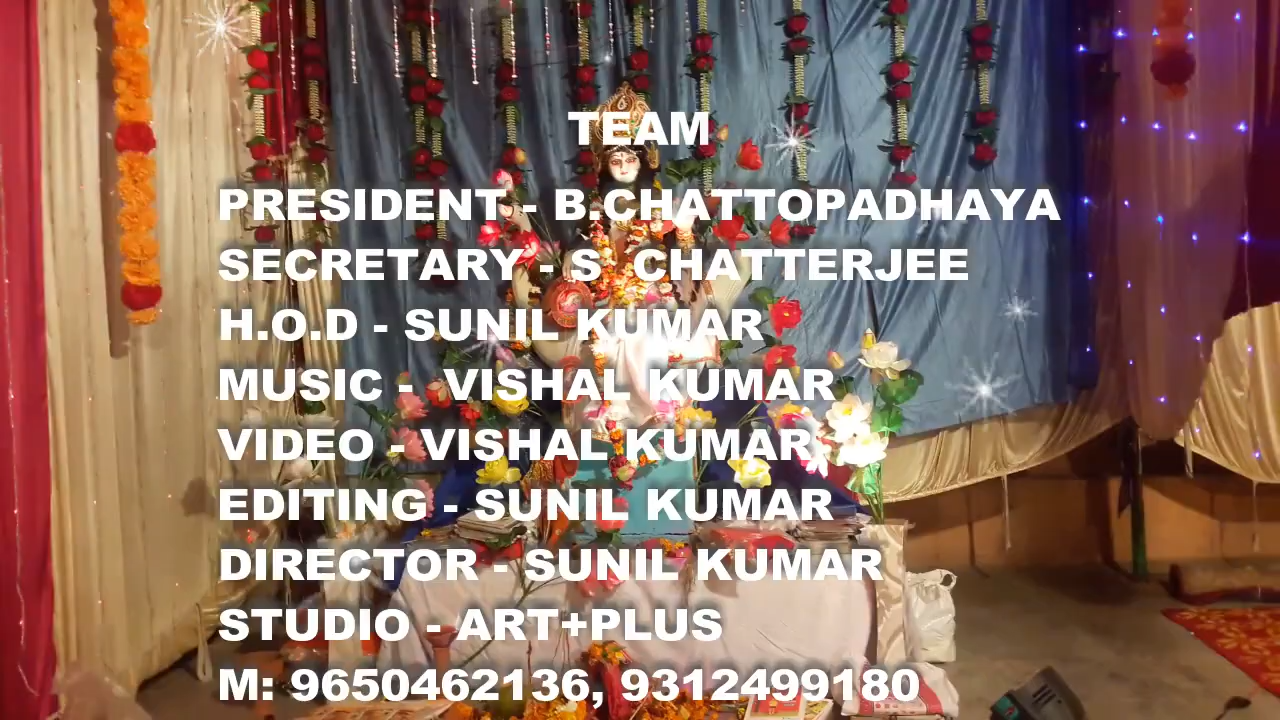 TEAM
PRESIDENT - B.CHATTOPADHAYA
SECRETARY - S  CHATTERJEE
H.O.D - SUNIL KUMAR
MUSIC -  VISHAL KUMAR
VIDEO - VISHAL KUMAR
EDITING - SUNIL KUMAR
DIRECTOR - SUNIL KUMAR
STUDIO - ART+PLUS
M: 9650462136, 9312499180